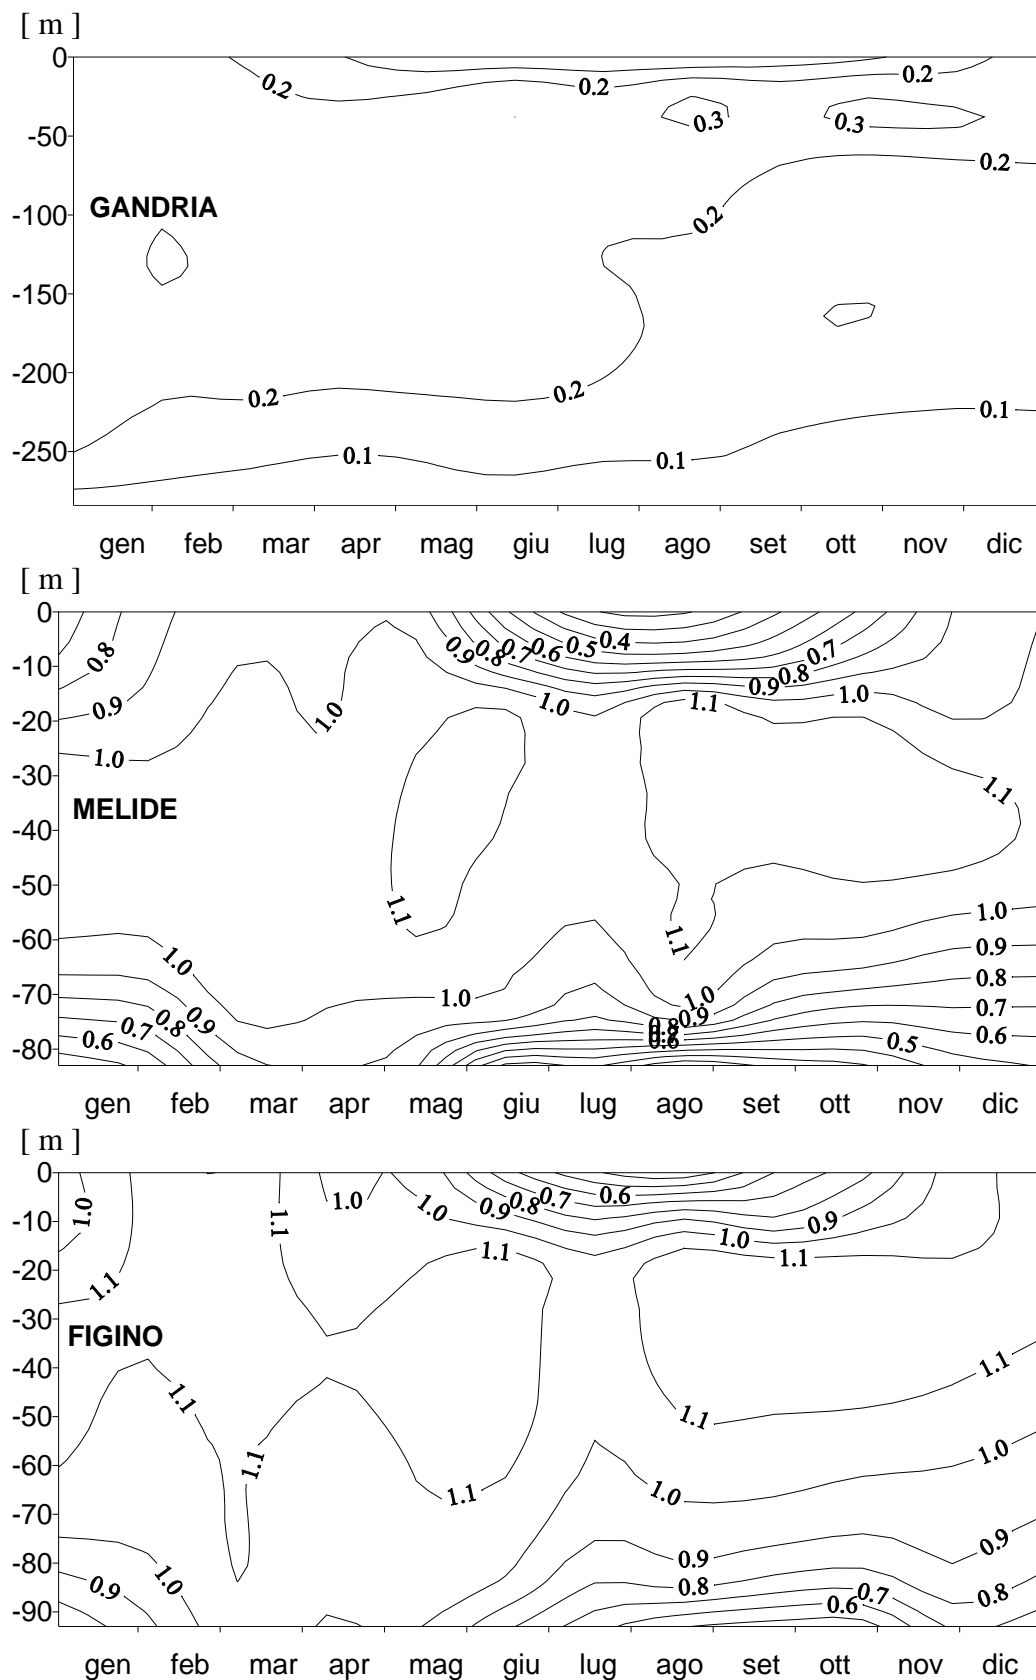 [ m ]
0
0.2 0.2 0.2
-50 0.3 0.3
0.2
-100 GANDRIA 0.2
-150
-200 0.2 0.2
0.1
-250 0.1 0.1
gen feb mar apr mag giu lug ago set ott nov dic
[ m ]
0
0.8 0.9 0.8 0.7 0.6 0.5 0.4 0.7
-10 0.9 0.8
0.9 1.0 1.0 1.1 1.0
-20
1.0
-30 1.1
MELIDE
-40
-50
1.1 1.1 1.0
-60 1.0 0.9
0.8
-70 1.0 1.0 0.7
0.6 0.7 0.8 0.9 0.8 0.9 0.6
-80 0.6 0.5
gen feb mar apr mag giu lug ago set ott nov dic
[ m ]
0
1.0 1.1 1.0 1.0 0.9 0.8 0.7 0.6 0.9
-10 1.0
1.1 1.1 1.1
-20
-30
FIGINO
-40 1.1 1.1
-50 1.1
-60 1.1 1.0
1.1 1.0
-70
-80 0.9 0.9
0.9 1.0 0.8 0.7 0.8
-90 0.6
gen feb mar apr mag giu lug ago set ott nov dic